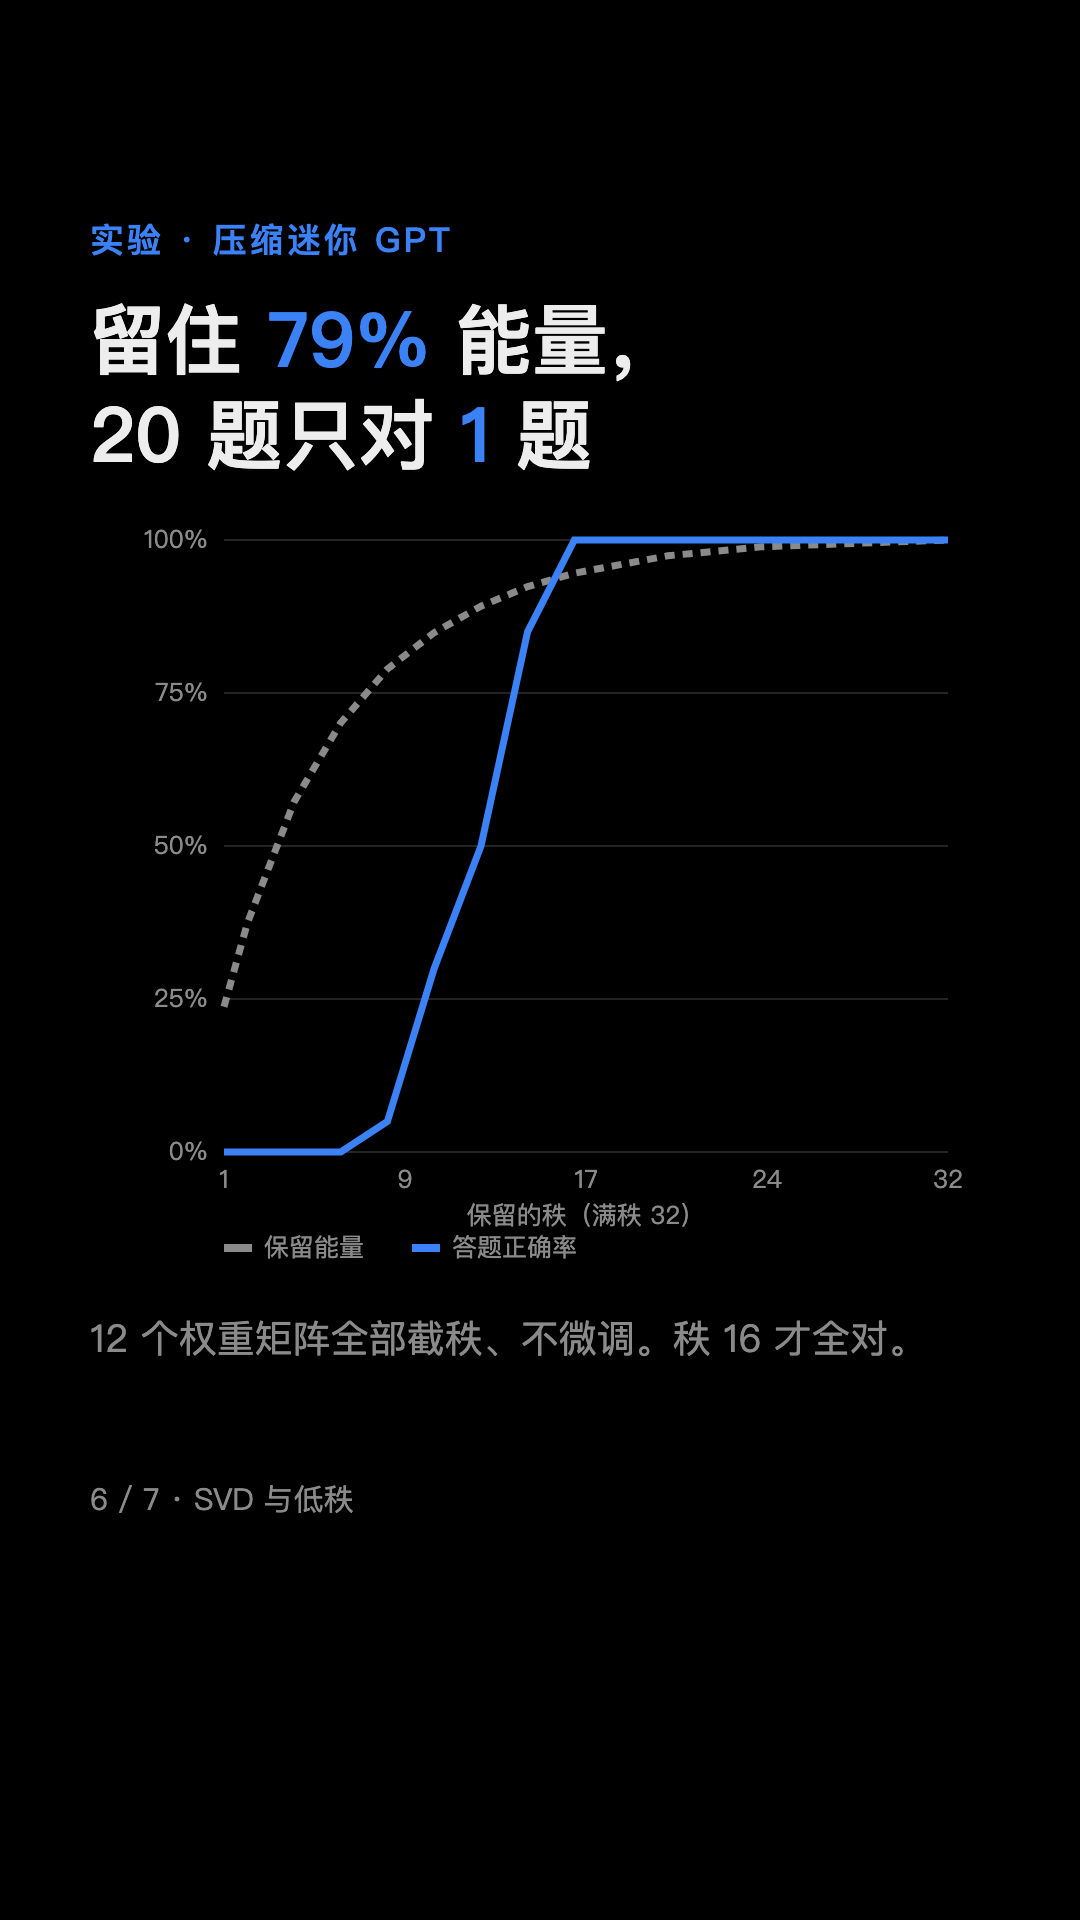 实验 · 压缩迷你 GPT
留住 79% 能量,
20 题只对 1 题
100%
75%
50%
25%
0%
1 9 17 24 32
保留的秩（满秩 32）
保留能量 答题正确率
12 个权重矩阵全部截秩、不微调。秩 16 才全对。
6 / 7 · SVD 与低秩